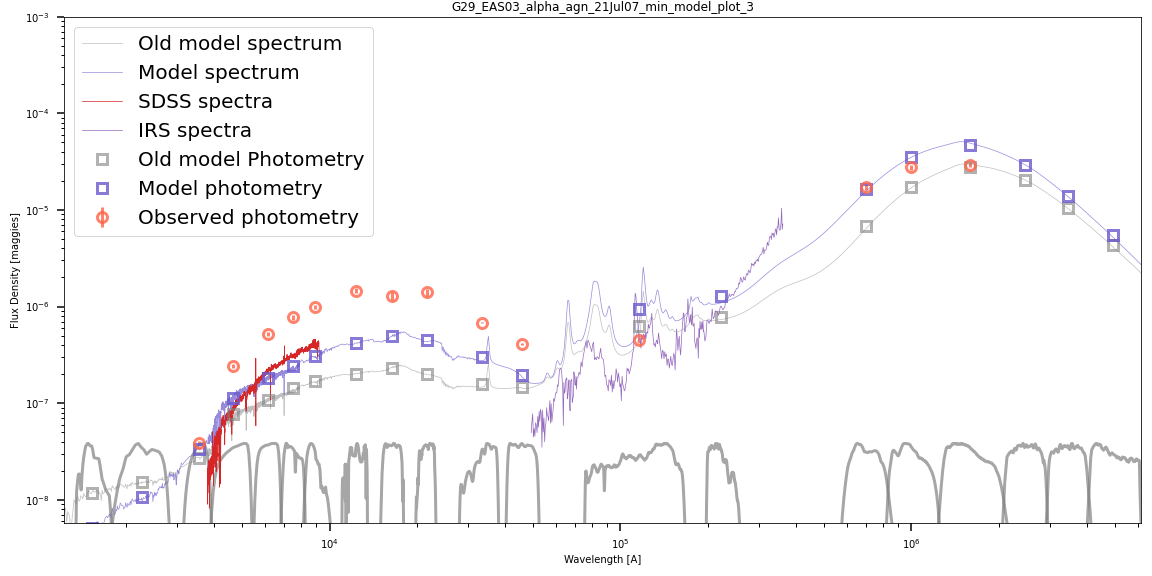 G29_EAS03_alpha_agn_21Jul07_min_model_plot_3
Old model spectrum
Model spectrum
SDSS spectra
IRS spectra
Old model Photometry
Model photometry
Observed photometry
Flux Density [maggies]
10⁻³
10⁻⁴
10⁻⁵
10⁻⁶
10⁻⁷
10⁻⁸
10⁴ 10⁵ 10⁶
Wavelength [A]